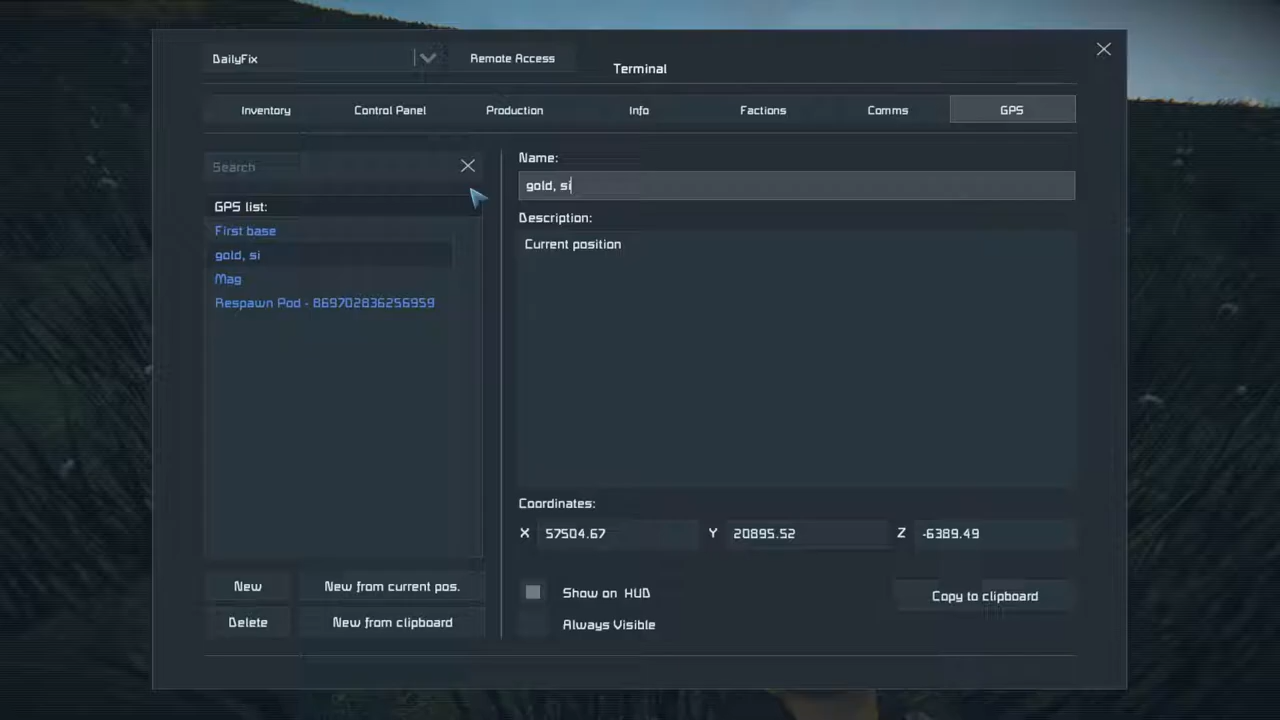 DailyFix
Remote Access
Terminal
Inventory
Control Panel
Production
Info
Factions
Comms
GPS
Search
GPS list:
First base
gold, si
Mag
Respawn Pod - 869702836256959
New
New from current pos.
Delete
New from clipboard
Name:
gold, si
Description:
Current position
Coordinates:
X 57504.67 Y 20895.52 Z -6389.49
Show on HUD
Copy to clipboard
Always Visible